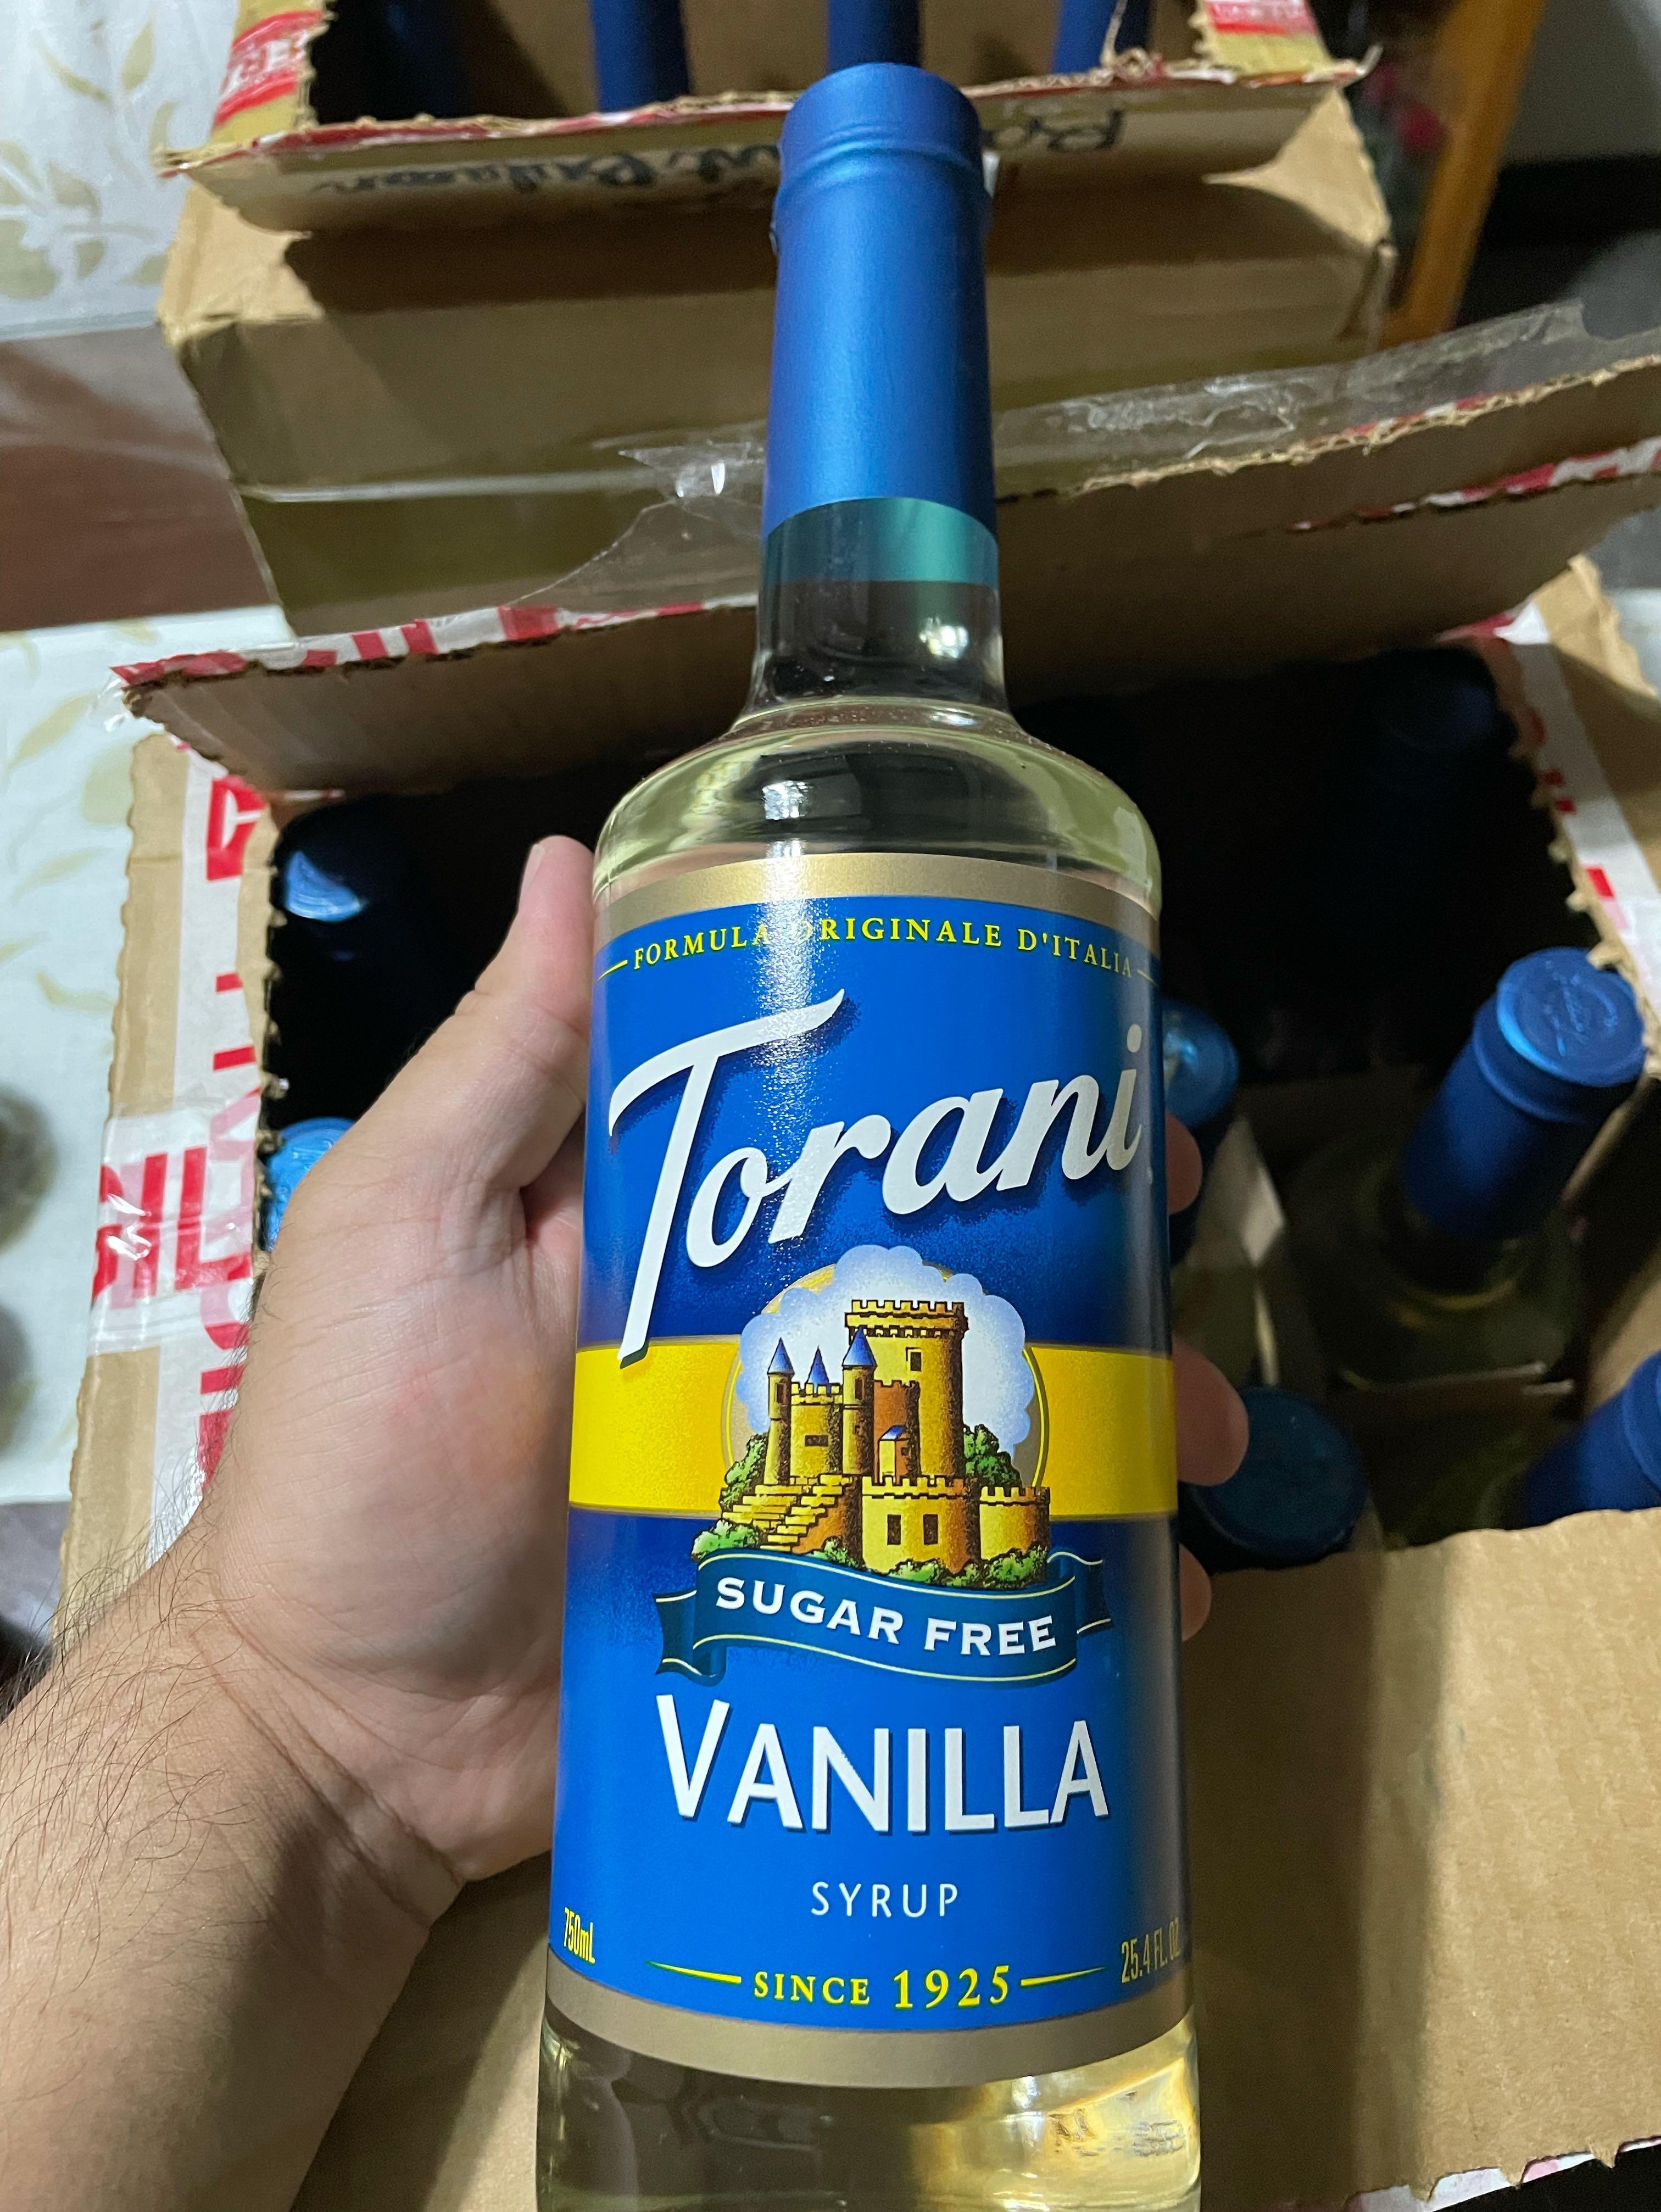 FORMULA ORIGINALE D'ITALIA
Torani
SUGAR FREE
VANILLA
SYRUP
750mL
25.4 FL. OZ.
SINCE 1925